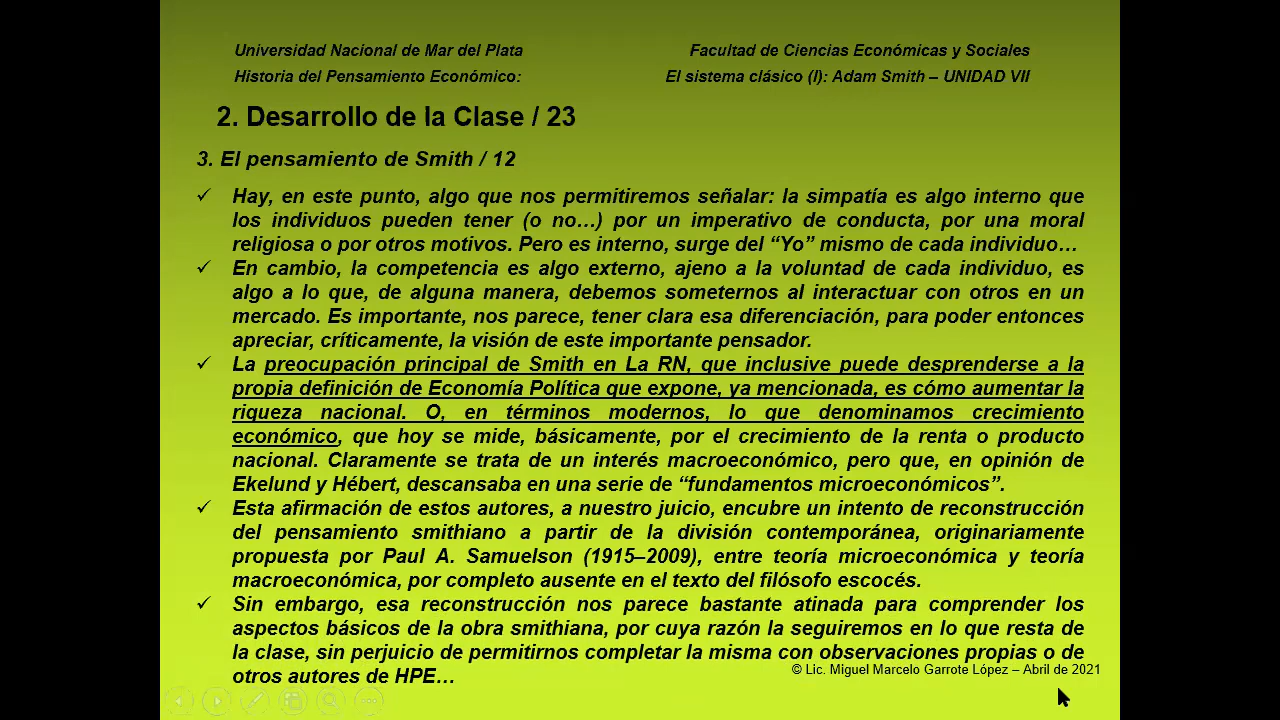 Universidad Nacional de Mar del Plata
Facultad de Ciencias Económicas y Sociales
Historia del Pensamiento Económico:
El sistema clásico (I): Adam Smith – UNIDAD VII
2. Desarrollo de la Clase / 23
3. El pensamiento de Smith / 12
✓ Hay, en este punto, algo que nos permitiremos señalar: la simpatía es algo interno que
los individuos pueden tener (o no…) por un imperativo de conducta, por una moral
religiosa o por otros motivos. Pero es interno, surge del “Yo” mismo de cada individuo…
✓ En cambio, la competencia es algo externo, ajeno a la voluntad de cada individuo, es
algo a lo que, de alguna manera, debemos someternos al interactuar con otros en un
mercado. Es importante, nos parece, tener clara esa diferenciación, para poder entonces
apreciar, críticamente, la visión de este importante pensador.
✓ La preocupación principal de Smith en La RN, que inclusive puede desprenderse a la
propia definición de Economía Política que expone, ya mencionada, es cómo aumentar la
riqueza nacional. O, en términos modernos, lo que denominamos crecimiento
económico, que hoy se mide, básicamente, por el crecimiento de la renta o producto
nacional. Claramente se trata de un interés macroeconómico, pero que, en opinión de
Ekelund y Hébert, descansaba en una serie de “fundamentos microeconómicos”.
✓ Esta afirmación de estos autores, a nuestro juicio, encubre un intento de reconstrucción
del pensamiento smithiano a partir de la división contemporánea, originariamente
propuesta por Paul A. Samuelson (1915–2009), entre teoría microeconómica y teoría
macroeconómica, por completo ausente en el texto del filósofo escocés.
✓ Sin embargo, esa reconstrucción nos parece bastante atinada para comprender los
aspectos básicos de la obra smithiana, por cuya razón la seguiremos en lo que resta de
la clase, sin perjuicio de permitirnos completar la misma con observaciones propias o de
otros autores de HPE…
© Lic. Miguel Marcelo Garrote López – Abril de 2021